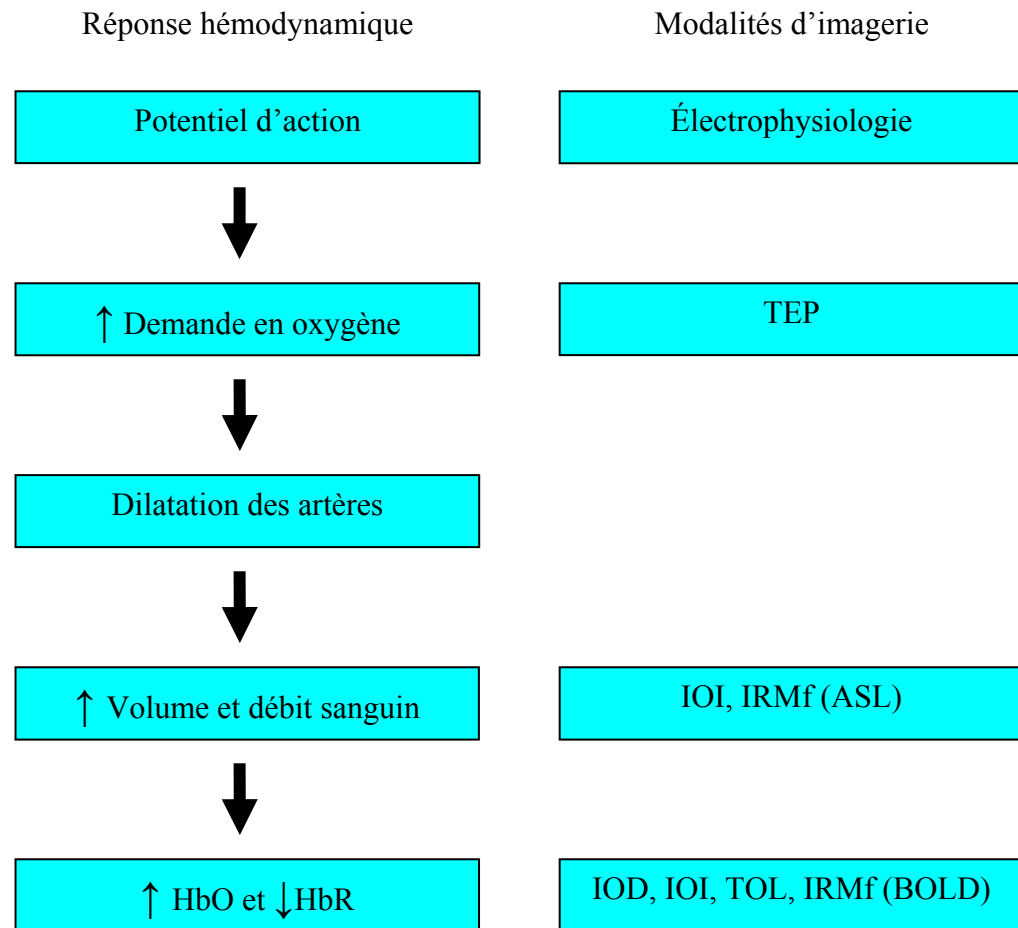 Réponse hémodynamique
Modalités d’imagerie
Potentiel d’action
Électrophysiologie
↑ Demande en oxygène
TEP
Dilatation des artères
↑ Volume et débit sanguin
IOI, IRMf (ASL)
↑ HbO et ↓HbR
IOD, IOI, TOL, IRMf (BOLD)